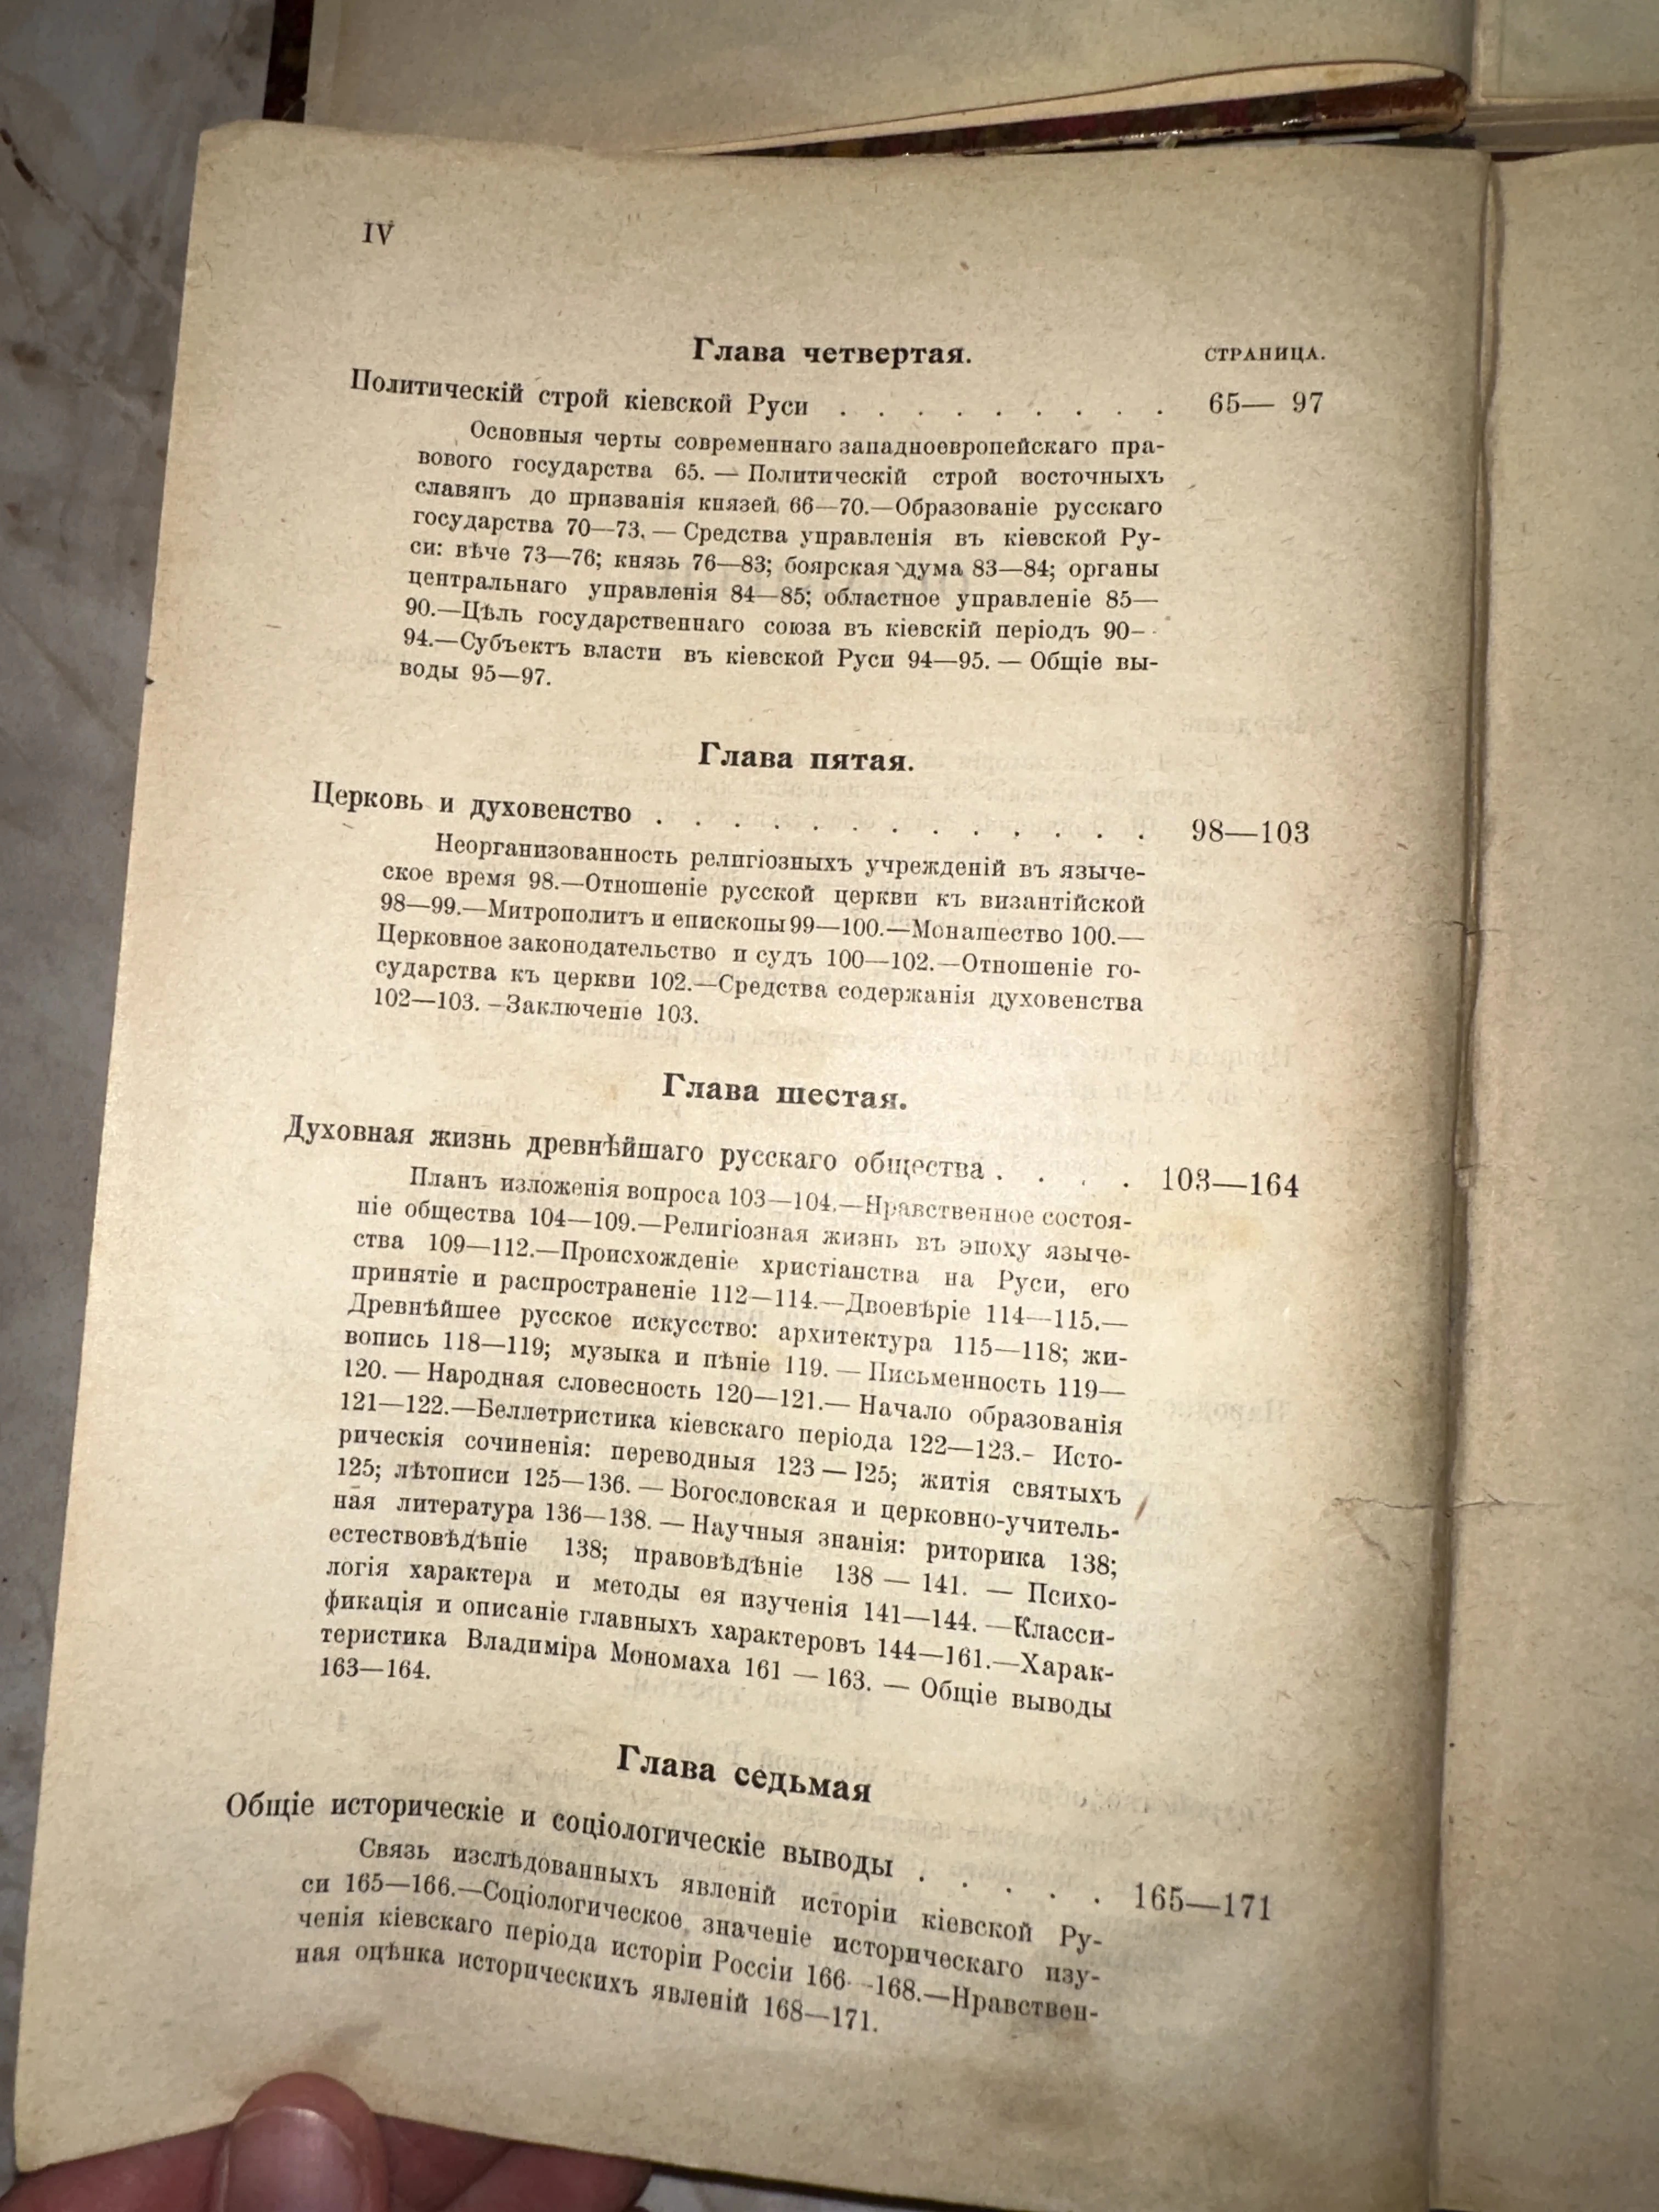 IV
Глава четвертая.
СТРАНИЦА.
Политическій строй кіевской Руси . . . . . . . . . 65— 97
Основныя черты современнаго западноевропейскаго пра-
вового государства 65. — Политическій строй восточныхъ
славянъ до призванія князей 66—70.—Образованіе русскаго
государства 70—73. — Средства управленія въ кіевской Ру-
си: вѣче 73—76; князь 76—83; боярская дума 83—84; органы
центральнаго управленія 84—85; областное управленіе 85—
90.—Цѣль государственнаго союза въ кіевскій періодъ 90—
94.—Субъектъ власти въ кіевской Руси 94—95. — Общіе вы-
воды 95—97.
Глава пятая.
Церковь и духовенство . . . . . . . . . . . . . 98—103
Неорганизованность религіозныхъ учрежденій въ языче-
ское время 98.—Отношеніе русской церкви къ византійской
98—99.—Митрополитъ и епископы 99—100.—Монашество 100.—
Церковное законодательство и судъ 100—102.—Отношеніе го-
сударства къ церкви 102.—Средства содержанія духовенства
102—103. –Заключеніе 103.
Глава шестая.
Духовная жизнь древнѣйшаго русскаго общества . . . . 103—164
Планъ изложенія вопроса 103—104.—Нравственное состоя-
ніе общества 104—109.—Религіозная жизнь въ эпоху языче-
ства 109—112.—Происхожденіе христіанства на Руси, его
принятіе и распространеніе 112—114.—Двоевѣріе 114—115.—
Древнѣйшее русское искусство: архитектура 115—118; жи-
вопись 118—119; музыка и пѣніе 119. — Письменность 119—
120. — Народная словесность 120—121.— Начало образованія
121—122.—Беллетристика кіевскаго періода 122—123.– Исто-
рическія сочиненія: переводныя 123 — 125; житія святыхъ
125; лѣтописи 125—136. — Богословская и церковно-учитель-
ная литература 136—138. — Научныя знанія: риторика 138;
естествовѣдѣніе 138; правовѣдѣніе 138 — 141. — Психо-
логія характера и методы ея изученія 141—144. —Класси-
фикація и описаніе главныхъ характеровъ 144—161.—Харак-
теристика Владиміра Мономаха 161 — 163. — Общіе выводы
163—164.
Глава седьмая
Общіе историческіе и соціологическіе выводы . . . . . 165—171
Связь изслѣдованныхъ явленій исторіи кіевской Ру-
си 165—166.—Соціологическое значеніе историческаго изу-
ченія кіевскаго періода исторіи Россіи 166—168.—Нравствен-
ная оцѣнка историческихъ явленій 168—171.